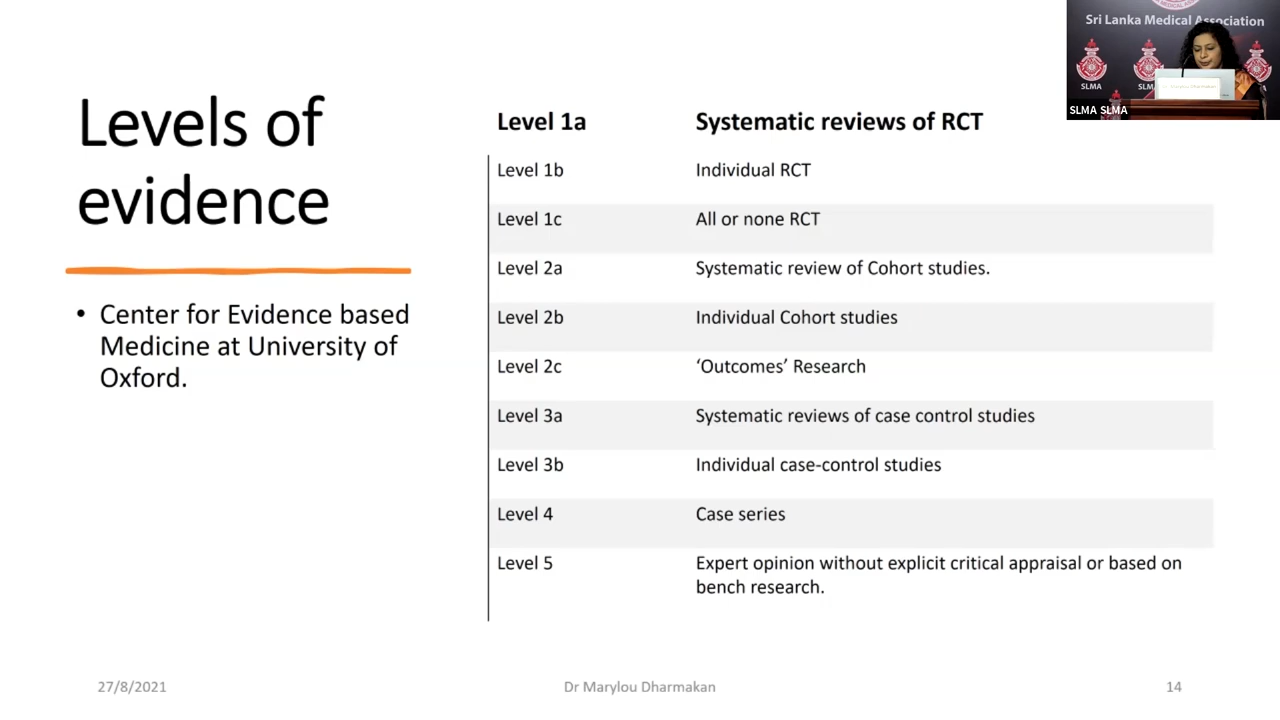 Sri Lanka Medical Association
SLMA
SLMA
SLMA SLMA
Levels of
evidence
• Center for Evidence based
Medicine at University of
Oxford.
Level 1a Systematic reviews of RCT
Level 1b Individual RCT
Level 1c All or none RCT
Level 2a Systematic review of Cohort studies.
Level 2b Individual Cohort studies
Level 2c ‘Outcomes’ Research
Level 3a Systematic reviews of case control studies
Level 3b Individual case-control studies
Level 4 Case series
Level 5 Expert opinion without explicit critical appraisal or based on
bench research.
27/8/2021 Dr Marylou Dharmakan 14